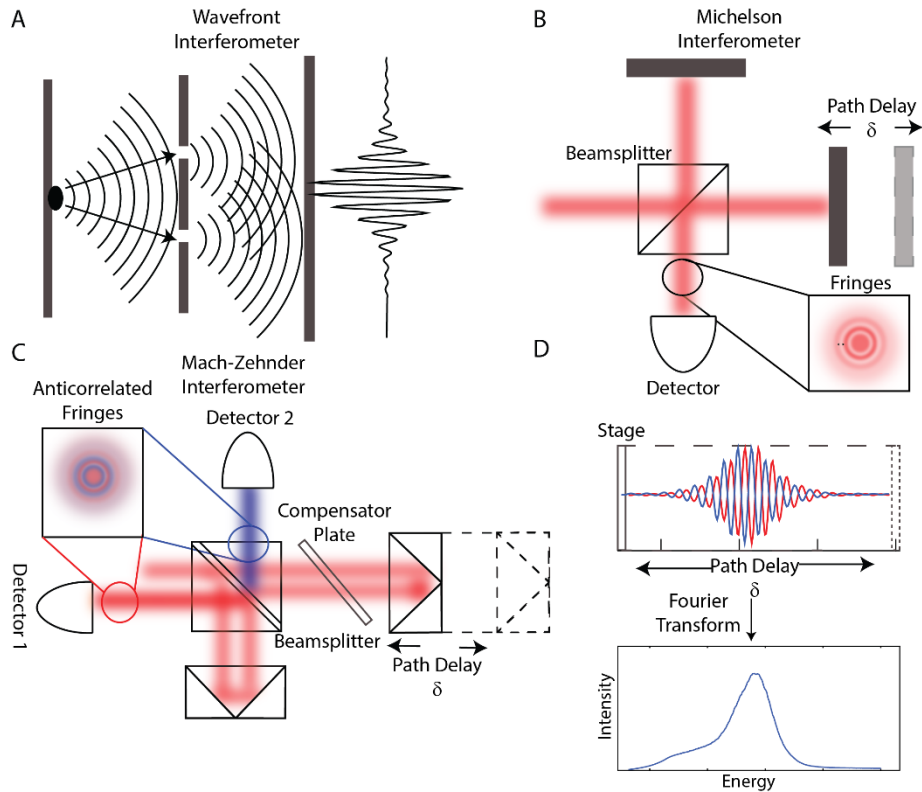 A
Wavefront
Interferometer
B
Michelson
Interferometer
Path Delay
δ
Beamsplitter
Fringes
Detector
C
Mach-Zehnder
Interferometer
Anticorrelated
Fringes
Detector 2
Compensator
Plate
Detector 1
Beamsplitter
Path Delay
δ
D
Stage
Path Delay
δ
Fourier
Transform
Intensity
Energy